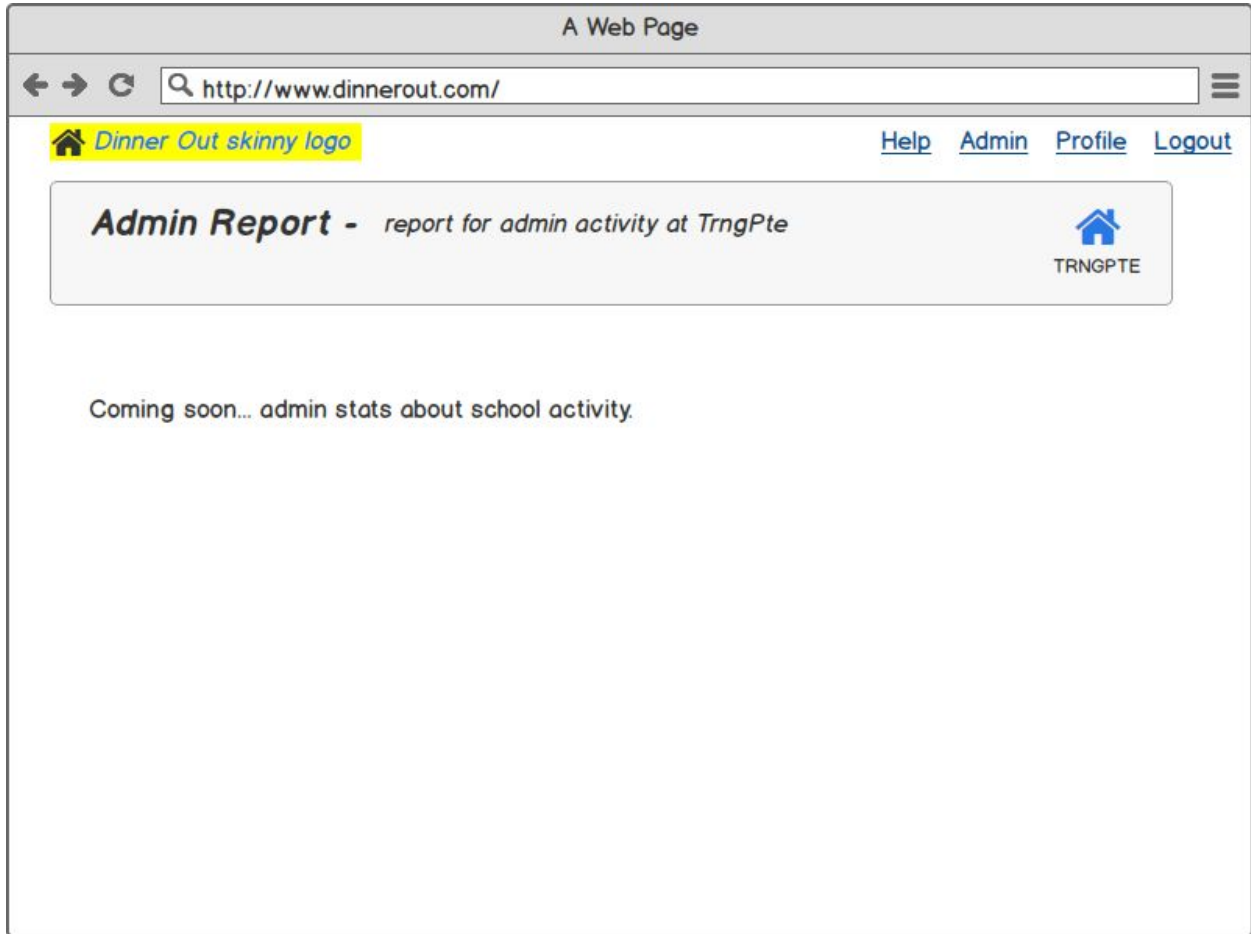 A Web Page
http://www.dinnerout.com/
Dinner Out skinny logo
Help Admin Profile Logout
Admin Report - report for admin activity at TrngPte
TRNGPTE
Coming soon... admin stats about school activity.